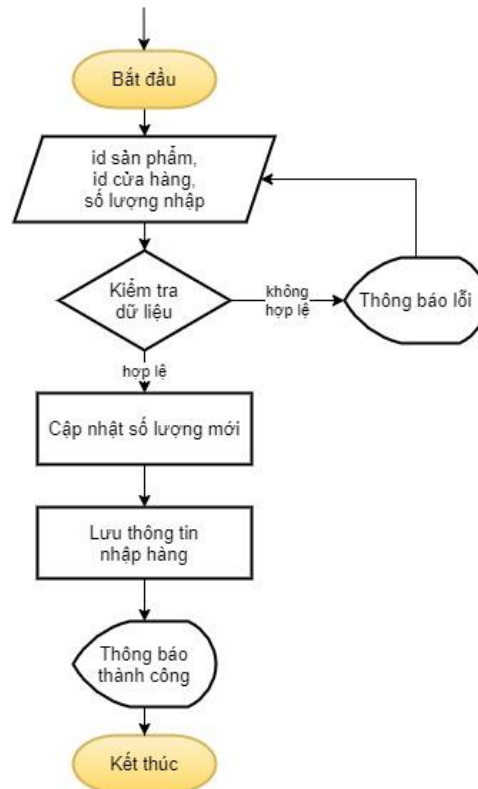 Bắt đầu
id sản phẩm,
id cửa hàng,
số lượng nhập
Kiểm tra
dữ liệu
không
hợp lệ
Thông báo lỗi
hợp lệ
Cập nhật số lượng mới
Lưu thông tin
nhập hàng
Thông báo
thành công
Kết thúc